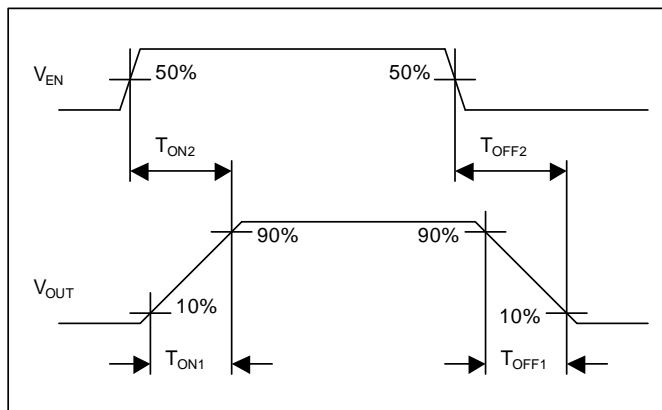 V_EN 50% 50%
T_ON2 T_OFF2
90% 90%
V_OUT 10% 10%
T_ON1 T_OFF1